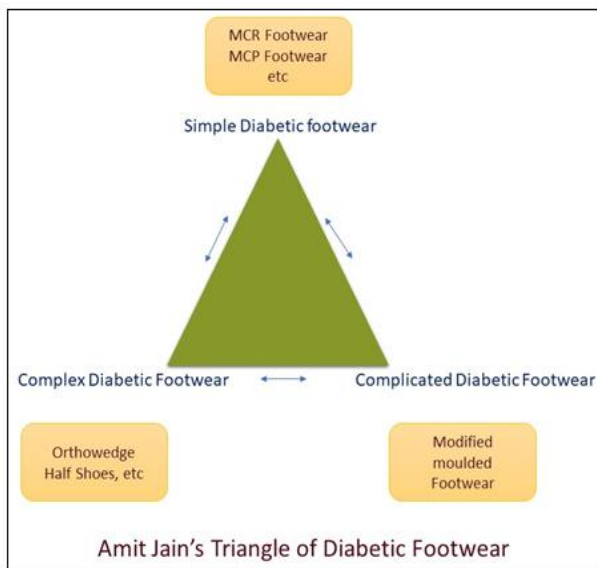 MCR Footwear
MCP Footwear
etc
Simple Diabetic footwear
Complex Diabetic Footwear
Complicated Diabetic Footwear
Orthowedge
Half Shoes, etc
Modified
moulded
Footwear
Amit Jain’s Triangle of Diabetic Footwear